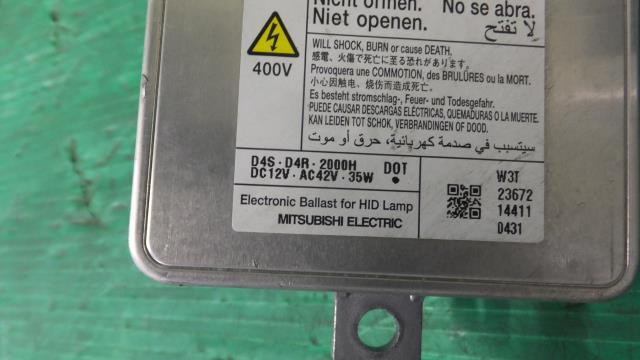 Nicht öffnen. No se abra.
Niet openen. لا تفتح
400V
WILL SHOCK, BURN or cause DEATH.
感電、火傷で死亡に至る恐れがあります。
Provoquera une COMMOTION, des BRULÛRES ou la MORT.
小心因触电、烧伤而造成死亡。
Es besteht stromschlag-, Feuer- und Todesgefahr.
PUEDE CAUSAR DESCARGAS ELÉCTRICAS, QUEMADURAS O LA MUERTE.
KAN LEIDEN TOT SCHOK, VERBRANDINGEN OF DOOD.
سيتسبب في صدمة كهربائية، حرق أو موت
D4S・D4R・2000H DOT
DC12V・AC42V・35W
Electronic Ballast for HID Lamp
MITSUBISHI ELECTRIC
W3T
23672
14411
0431